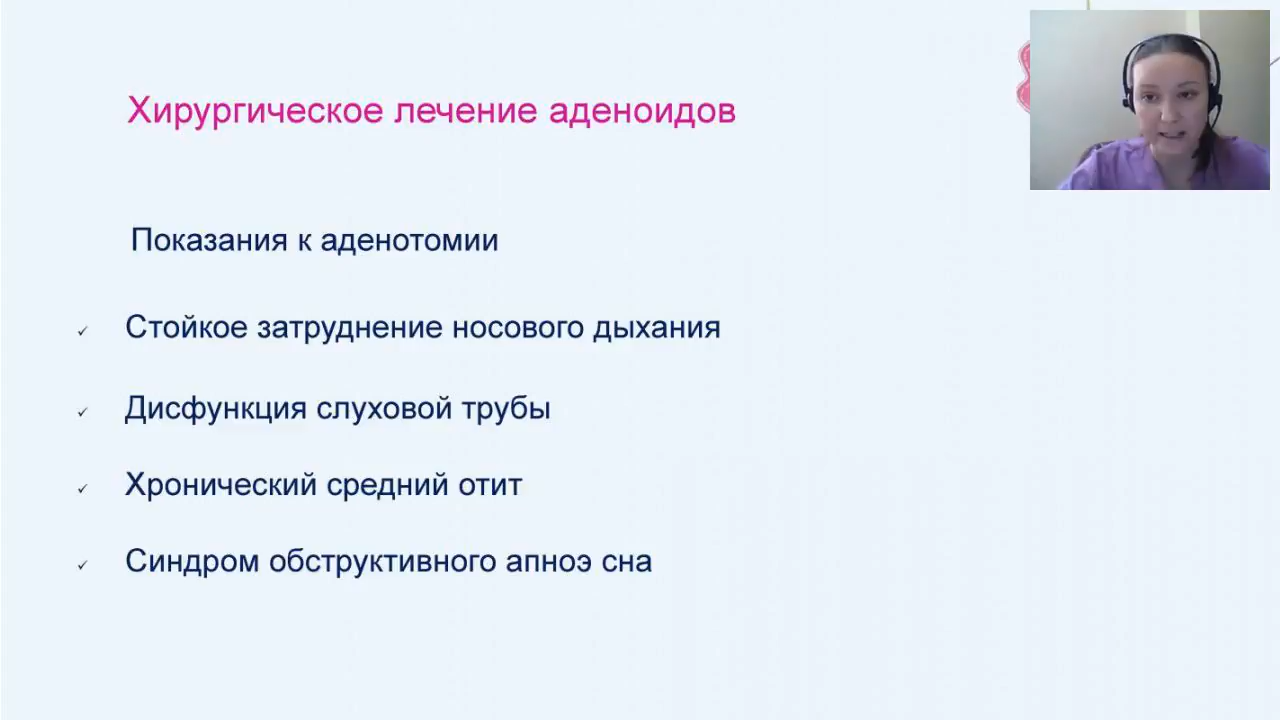 Хирургическое лечение аденоидов
Показания к аденотомии
Стойкое затруднение носового дыхания
Дисфункция слуховой трубы
Хронический средний отит
Синдром обструктивного апноэ сна